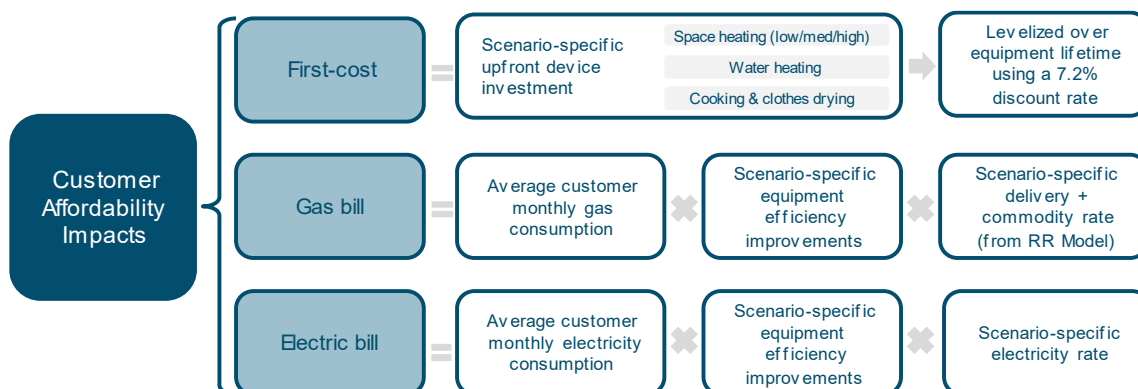 Customer
Affordability
Impacts
First-cost
=
Scenario-specific
upfront device
investment
Space heating (low/med/high)
Water heating
Cooking & clothes drying
Levelized over
equipment lifetime
using a 7.2%
discount rate
Gas bill
=
Average customer
monthly gas
consumption
Scenario-specific
equipment
efficiency
improvements
Scenario-specific
delivery +
commodity rate
(from RR Model)
Electric bill
=
Average customer
monthly electricity
consumption
Scenario-specific
equipment
efficiency
improvements
Scenario-specific
electricity rate